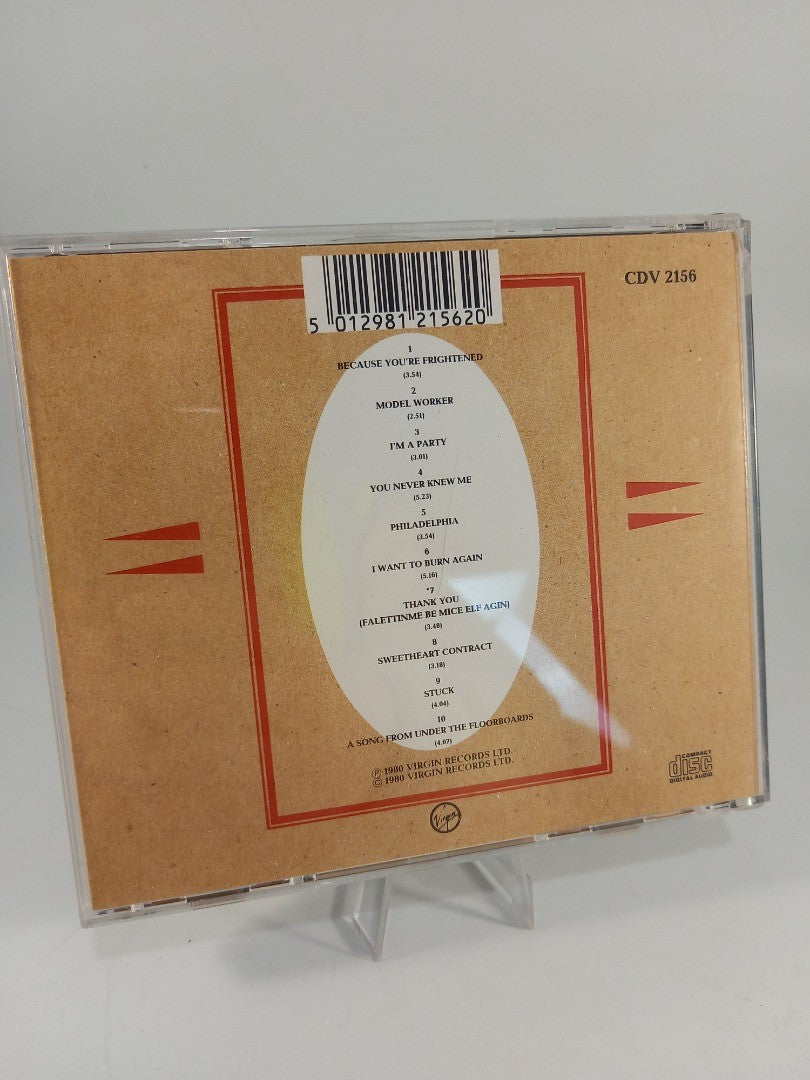 CDV 2156
5 012981 215620
1
BECAUSE YOU'RE FRIGHTENED
(3.54)
2
MODEL WORKER
(2.51)
3
I'M A PARTY
(3.01)
4
YOU NEVER KNEW ME
(5.23)
5
PHILADELPHIA
(3.54)
6
I WANT TO BURN AGAIN
(5.16)
*7
THANK YOU
(FALETTINME BE MICE ELF AGIN)
(3.48)
8
SWEETHEART CONTRACT
(3.18)
9
STUCK
(4.04)
10
A SONG FROM UNDER THE FLOORBOARDS
(4.07)
℗ 1980 VIRGIN RECORDS LTD.
© 1980 VIRGIN RECORDS LTD.
Virgin
COMPACT
disc
DIGITAL AUDIO